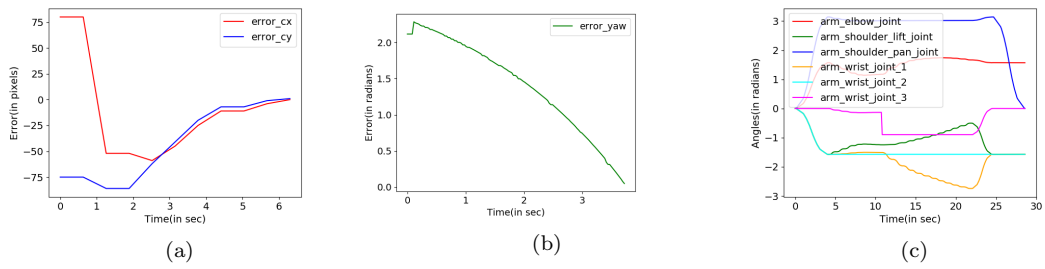 75
50
25
0
−25
−50
−75
Error(in pixels)
error_cx
error_cy
0 1 2 3 4 5 6
Time(in sec)
(a)
2.0
1.5
1.0
0.5
0.0
Error(in radians)
error_yaw
0 1 2 3
Time(in sec)
(b)
3
2
1
0
−1
−2
−3
Angles(in radians)
arm_elbow_joint
arm_shoulder_lift_joint
arm_shoulder_pan_joint
arm_wrist_joint_1
arm_wrist_joint_2
arm_wrist_joint_3
0 5 10 15 20 25 30
Time(in sec)
(c)